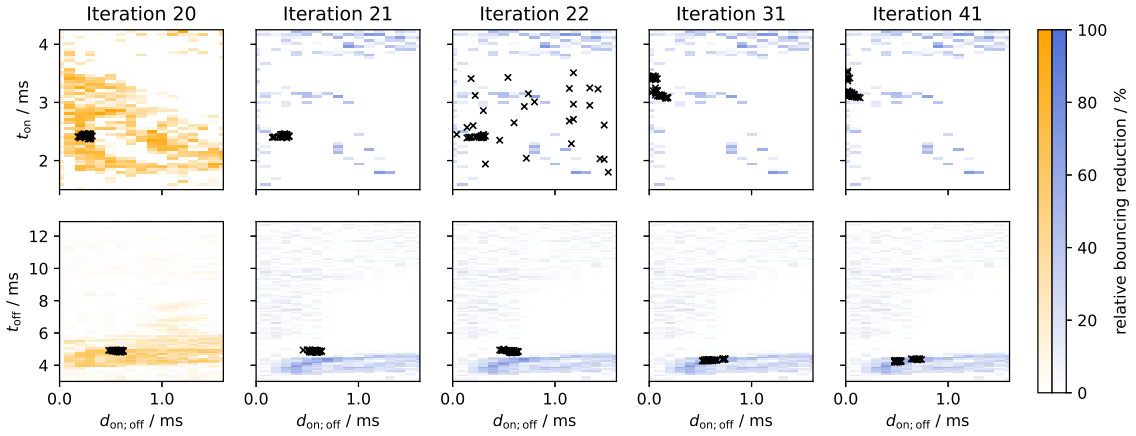 Iteration 20 Iteration 21 Iteration 22 Iteration 31 Iteration 41
4
3
2
t_on / ms
12
10
8
6
4
t_off / ms
0.0 1.0 0.0 1.0 0.0 1.0 0.0 1.0 0.0 1.0
d_on; off / ms d_on; off / ms d_on; off / ms d_on; off / ms d_on; off / ms
100
80
60
40
20
0
relative bouncing reduction / %